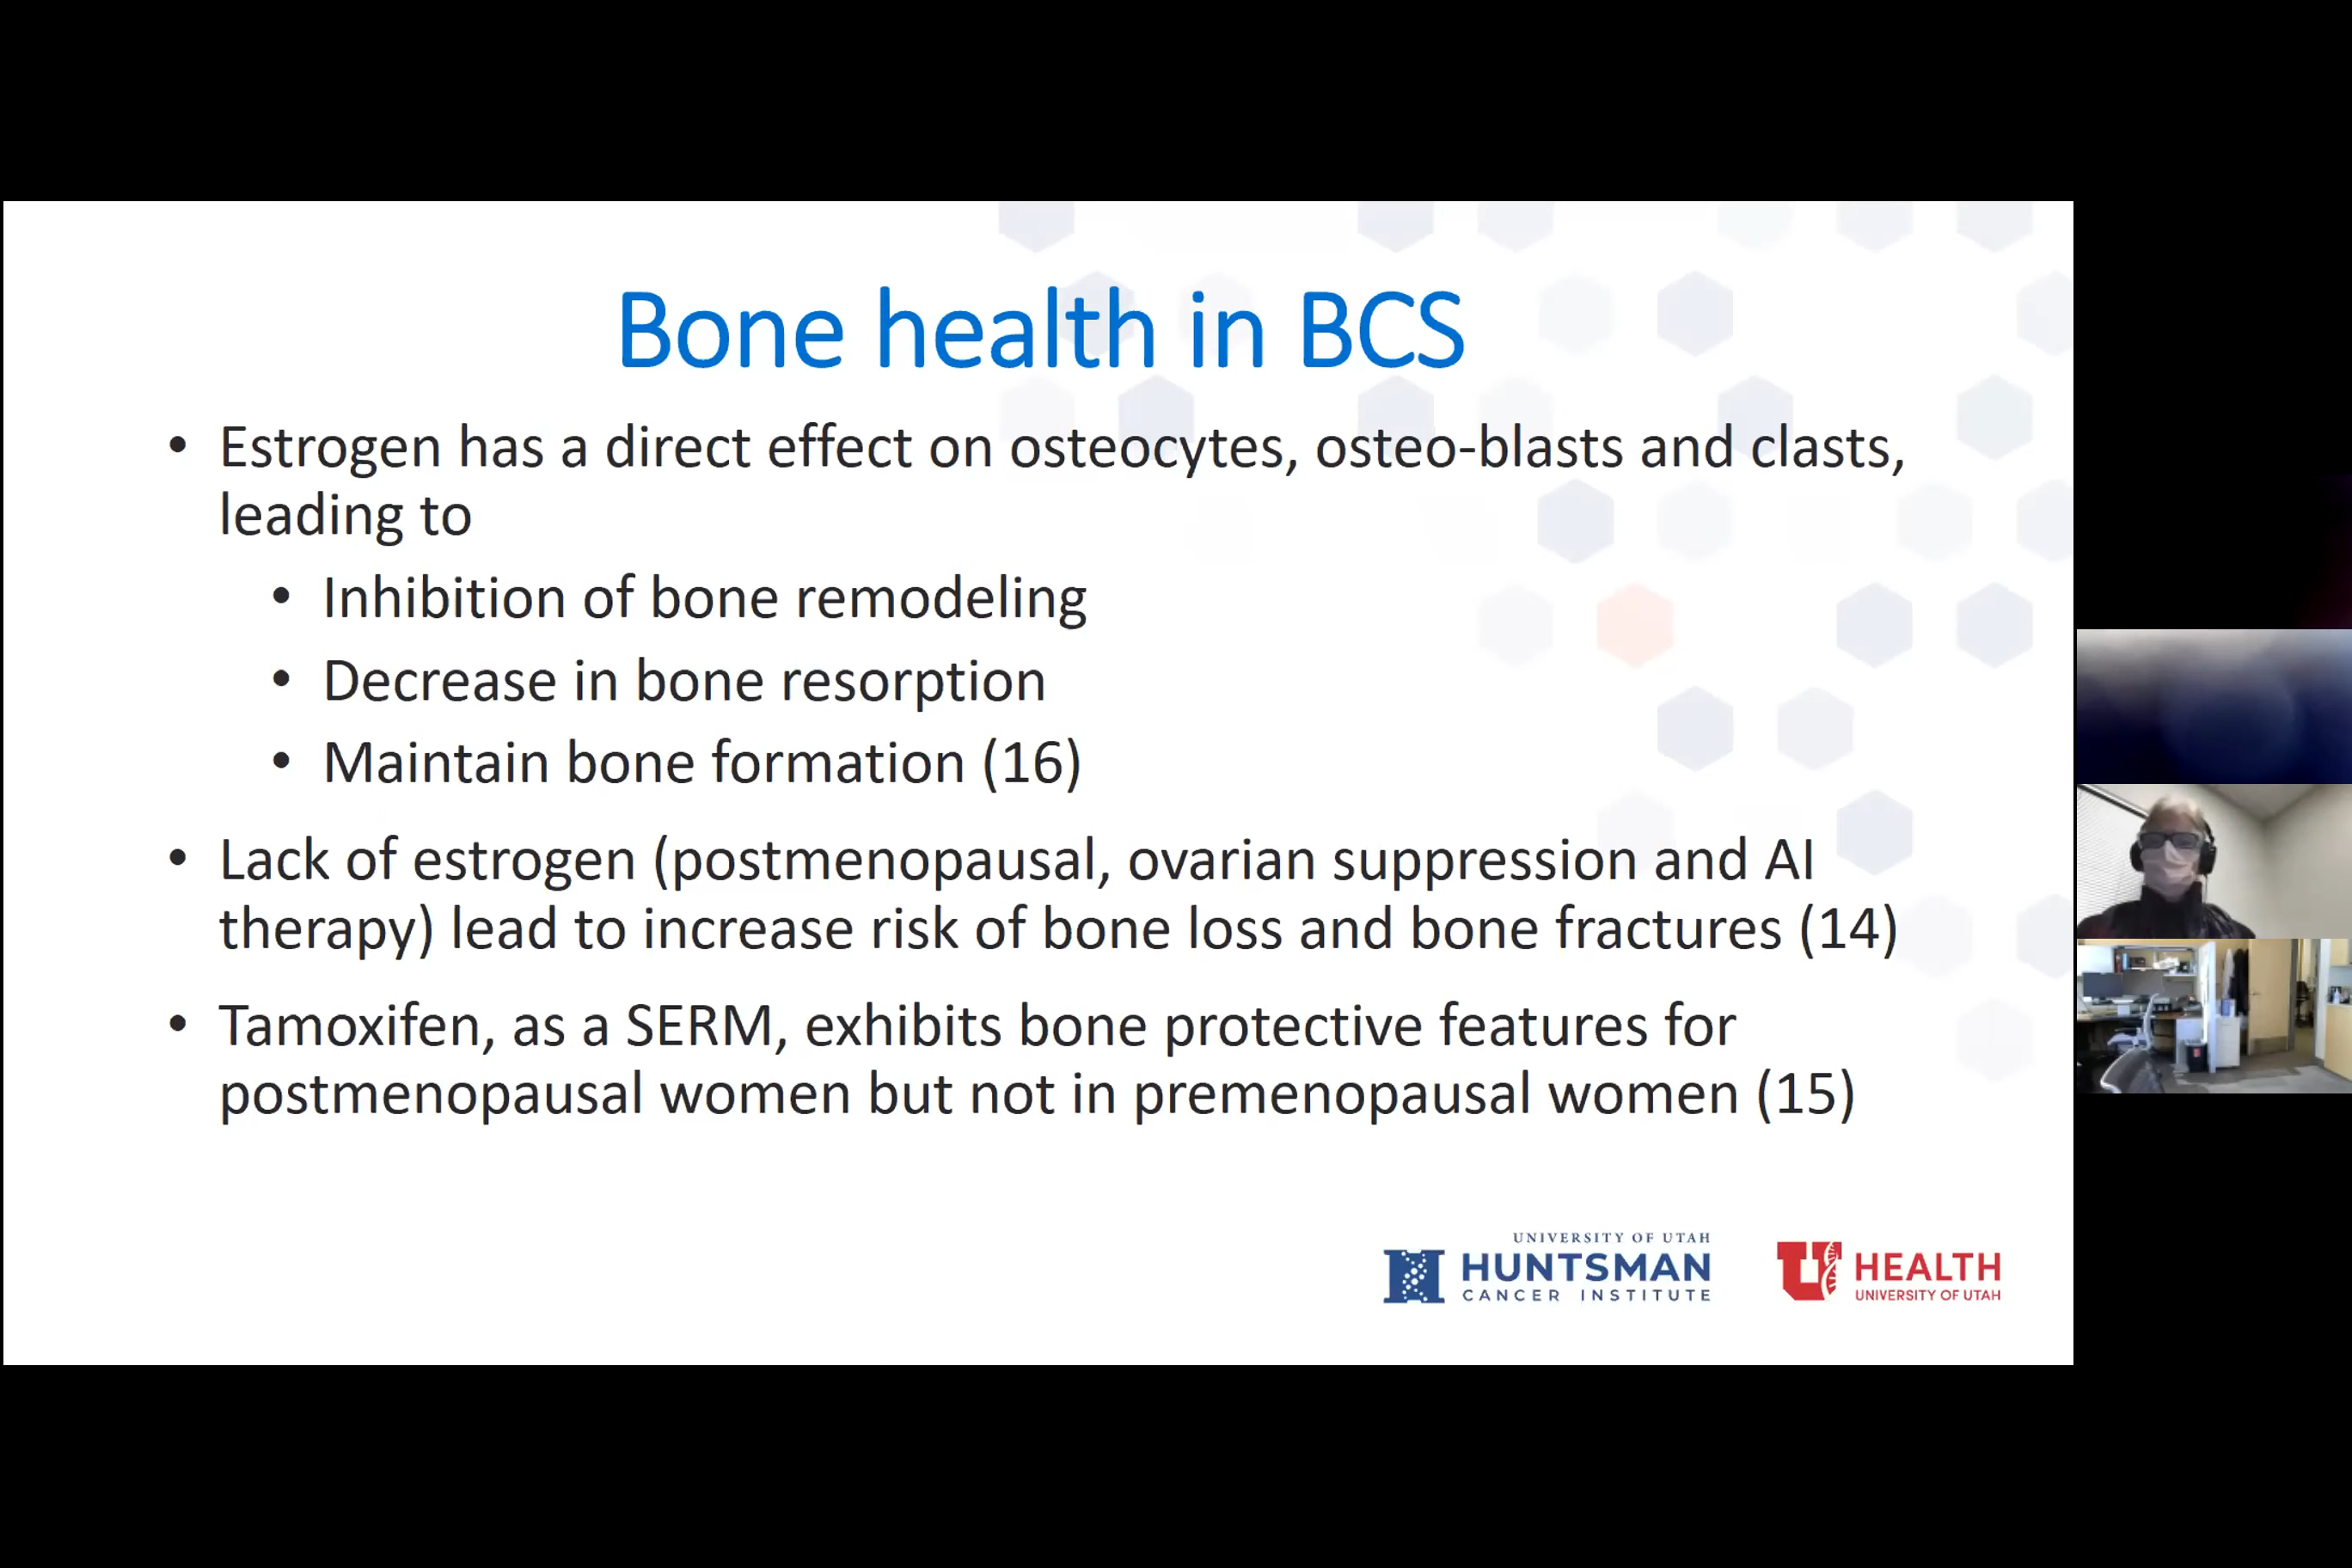 Bone health in BCS
• Estrogen has a direct effect on osteocytes, osteo-blasts and clasts,
leading to
• Inhibition of bone remodeling
• Decrease in bone resorption
• Maintain bone formation (16)
• Lack of estrogen (postmenopausal, ovarian suppression and AI
therapy) lead to increase risk of bone loss and bone fractures (14)
• Tamoxifen, as a SERM, exhibits bone protective features for
postmenopausal women but not in premenopausal women (15)
UNIVERSITY OF UTAH
HUNTSMAN
CANCER INSTITUTE
U HEALTH
UNIVERSITY OF UTAH